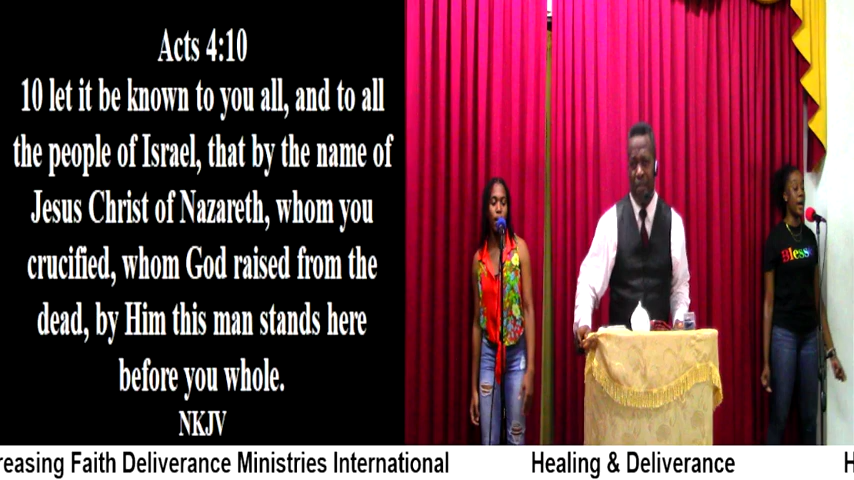 Acts 4:10
10 let it be known to you all, and to all
the people of Israel, that by the name of
Jesus Christ of Nazareth, whom you
crucified, whom God raised from the
dead, by Him this man stands here
before you whole.
NKJV
Bless
reasing Faith Deliverance Ministries International Healing & Deliverance H